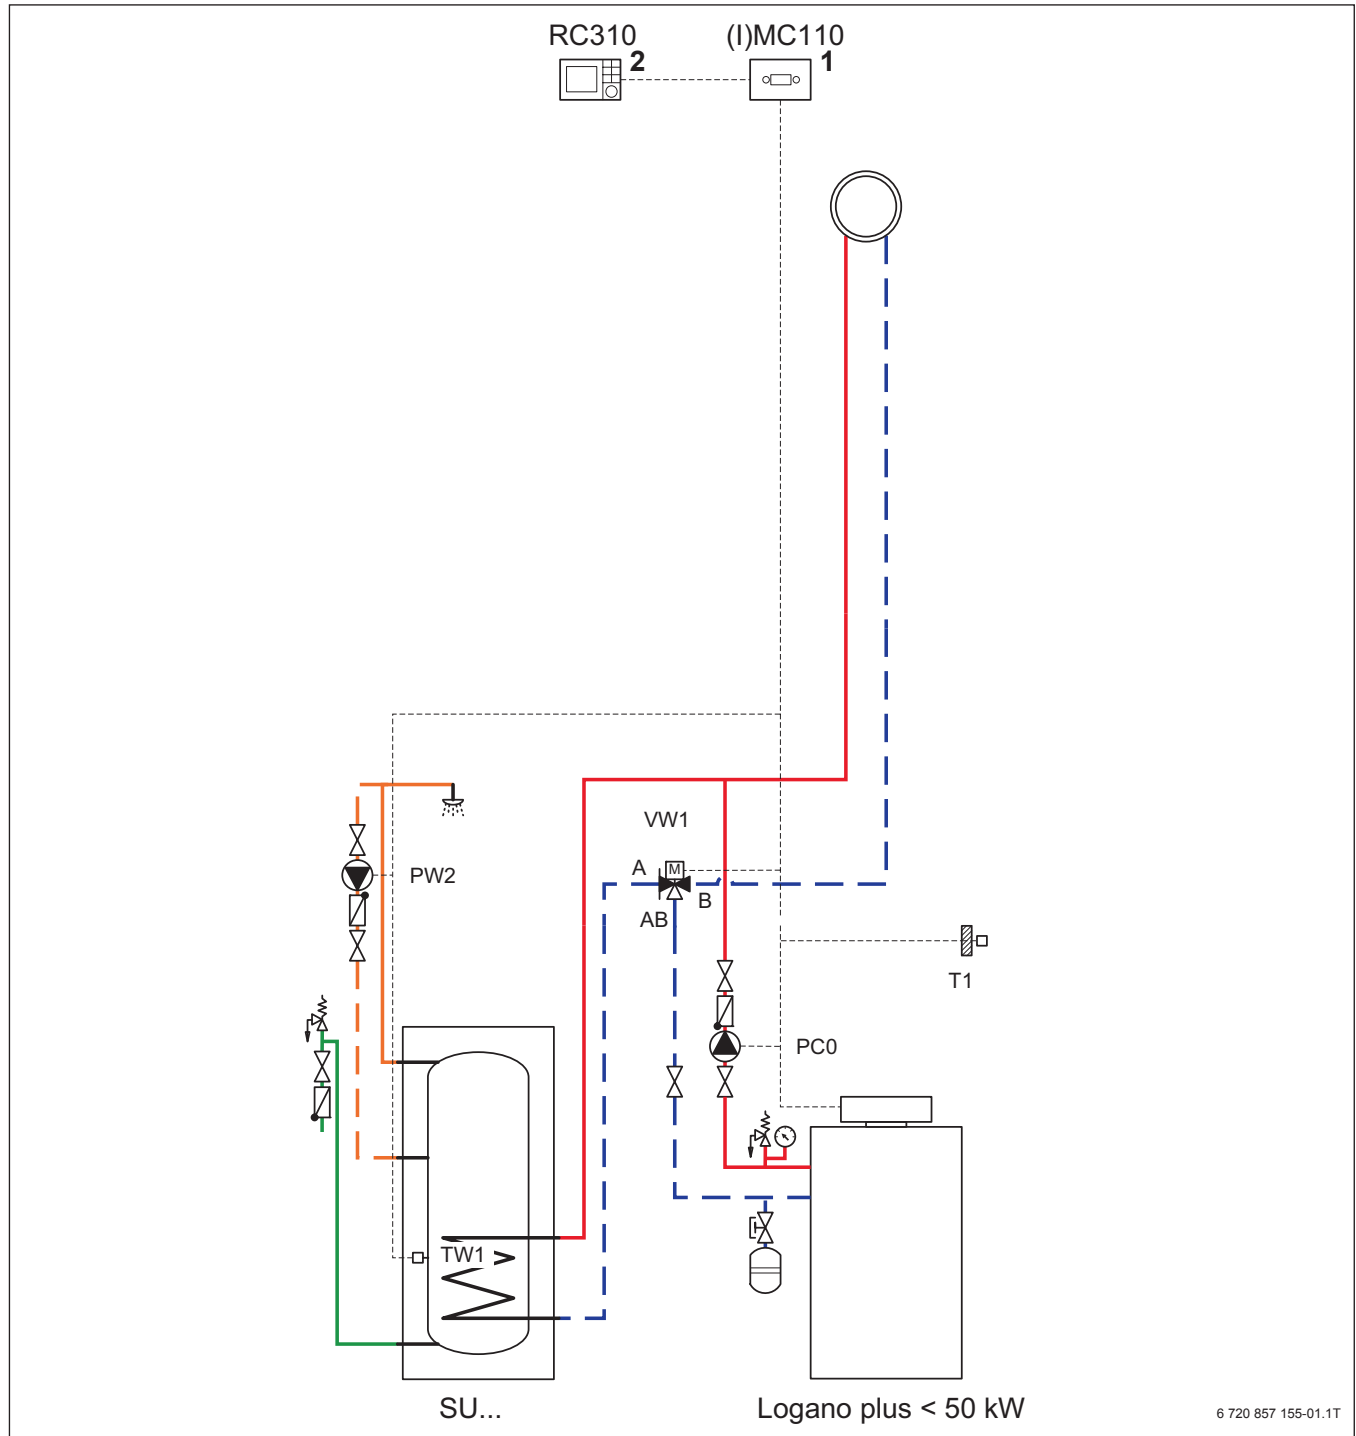 RC310 (I)MC110
2 1
VW1
A M
PW2
B
AB
T1
PC0
TW1
SU... Logano plus < 50 kW
6 720 857 155-01.1T